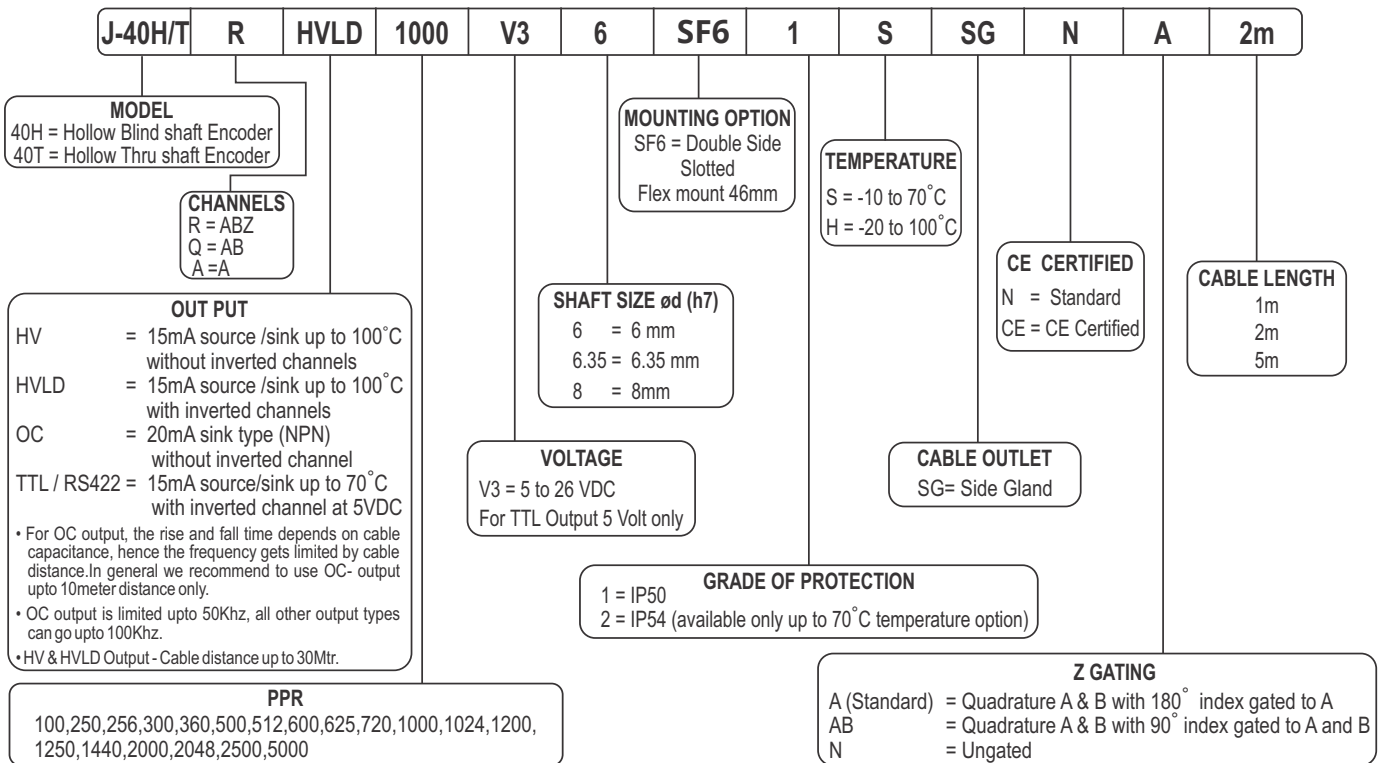 J-40H/T R HVLD 1000 V3 6 SF6 1 S SG N A 2m
MODEL
40H = Hollow Blind shaft Encoder
40T = Hollow Thru shaft Encoder
CHANNELS
R = ABZ
Q = AB
A =A
OUT PUT
HV = 15mA source /sink up to 100°C
without inverted channels
HVLD = 15mA source /sink up to 100°C
with inverted channels
OC = 20mA sink type (NPN)
without inverted channel
TTL / RS422 = 15mA source/sink up to 70°C
with inverted channel at 5VDC
• For OC output, the rise and fall time depends on cable
capacitance, hence the frequency gets limited by cable
distance.In general we recommend to use OC- output
upto 10meter distance only.
• OC output is limited upto 50Khz, all other output types
can go upto 100Khz.
• HV & HVLD Output - Cable distance up to 30Mtr.
PPR
100,250,256,300,360,500,512,600,625,720,1000,1024,1200,
1250,1440,2000,2048,2500,5000
VOLTAGE
V3 = 5 to 26 VDC
For TTL Output 5 Volt only
SHAFT SIZE ød (h7)
6 = 6 mm
6.35 = 6.35 mm
8 = 8mm
MOUNTING OPTION
SF6 = Double Side
Slotted
Flex mount 46mm
GRADE OF PROTECTION
1 = IP50
2 = IP54 (available only up to 70°C temperature option)
TEMPERATURE
S = -10 to 70°C
H = -20 to 100°C
CABLE OUTLET
SG= Side Gland
CE CERTIFIED
N = Standard
CE = CE Certified
Z GATING
A (Standard) = Quadrature A & B with 180° index gated to A
AB = Quadrature A & B with 90° index gated to A and B
N = Ungated
CABLE LENGTH
1m
2m
5m